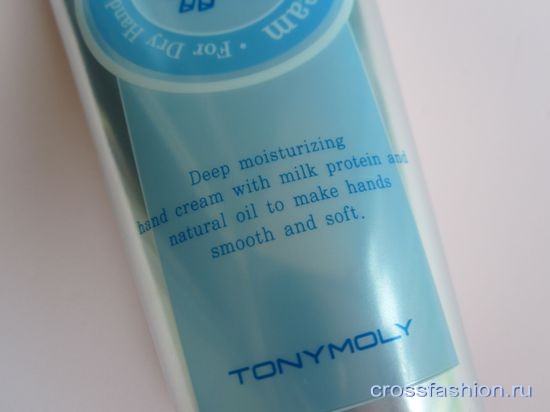 · For Dry Hand
eam
Deep moisturizing
hand cream with milk protein and
natural oil to make hands
smooth and soft.
TONYMOLY
crossfashion.ru